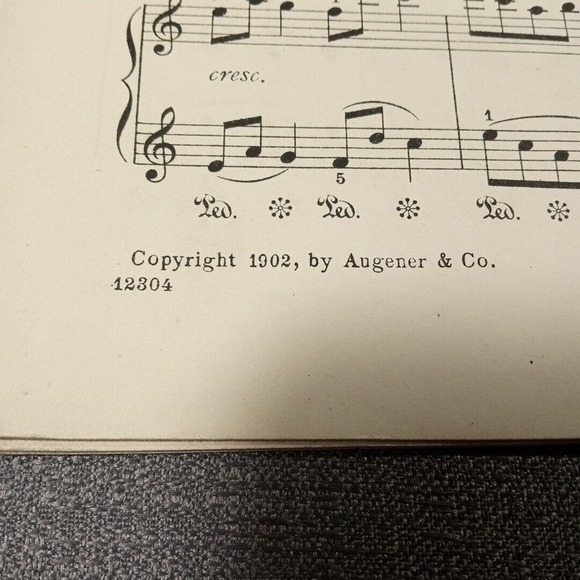 cresc.
1
5
Ped. Ped. Ped.
Copyright 1902, by Augener & Co.
12304